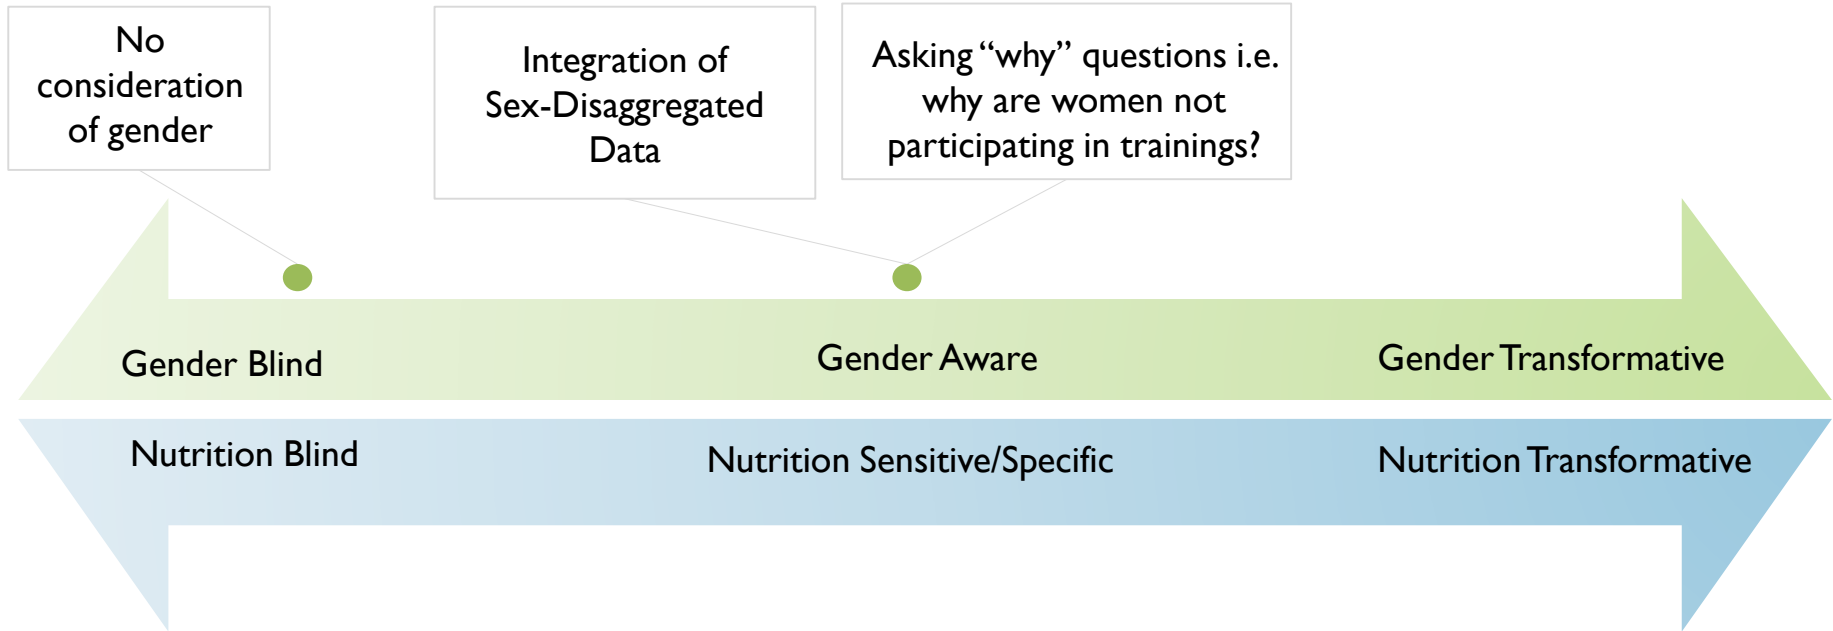 No
consideration
of gender
Integration of
Sex-Disaggregated
Data
Asking “why” questions i.e.
why are women not
participating in trainings?
Gender Blind
Gender Aware
Gender Transformative
Nutrition Blind
Nutrition Sensitive/Specific
Nutrition Transformative